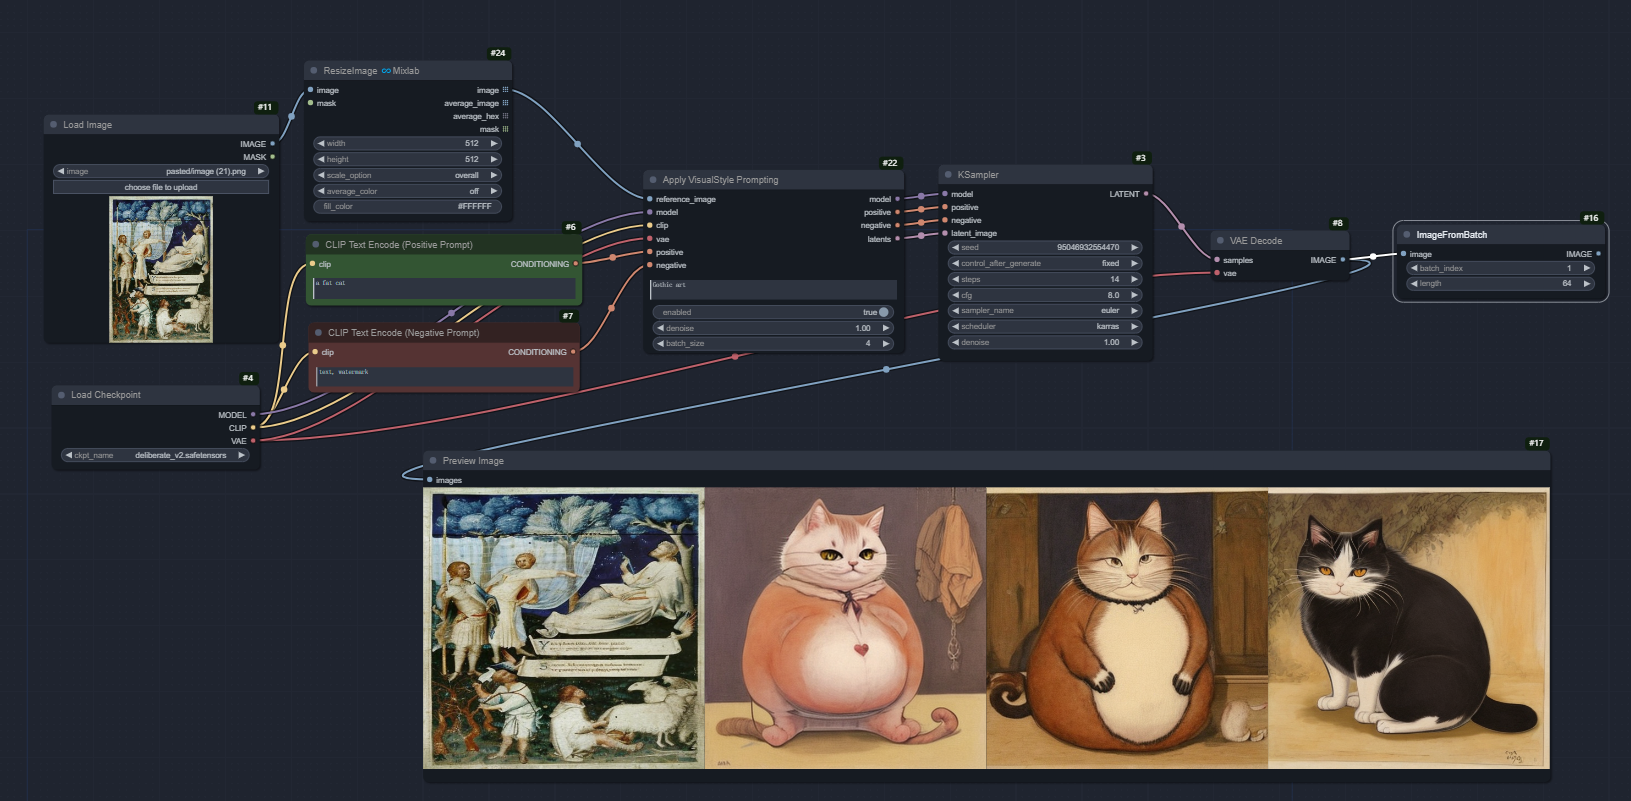 #11
Load Image
IMAGE
MASK
image pasted/image (21).png
choose file to upload
#24
ResizeImage ∞ Mixlab
image image
mask average_image
average_hex
mask
width 512
height 512
scale_option overall
average_color off
fill_color #FFFFFF
#6
CLIP Text Encode (Positive Prompt)
clip CONDITIONING
a fat cat
#7
CLIP Text Encode (Negative Prompt)
clip CONDITIONING
text, watermark
#4
Load Checkpoint
MODEL
CLIP
VAE
ckpt_name deliberate_v2.safetensors
#22
Apply VisualStyle Prompting
reference_image model
model positive
clip negative
vae latents
positive
negative
Gothic art
enabled true
denoise 1.00
batch_size 4
#3
KSampler
model LATENT
positive
negative
latent_image
seed 95046932554470
control_after_generate fixed
steps 14
cfg 8.0
sampler_name euler
scheduler karras
denoise 1.00
#8
VAE Decode
samples IMAGE
vae
#16
ImageFromBatch
image IMAGE
batch_index 1
length 64
#17
Preview Image
images